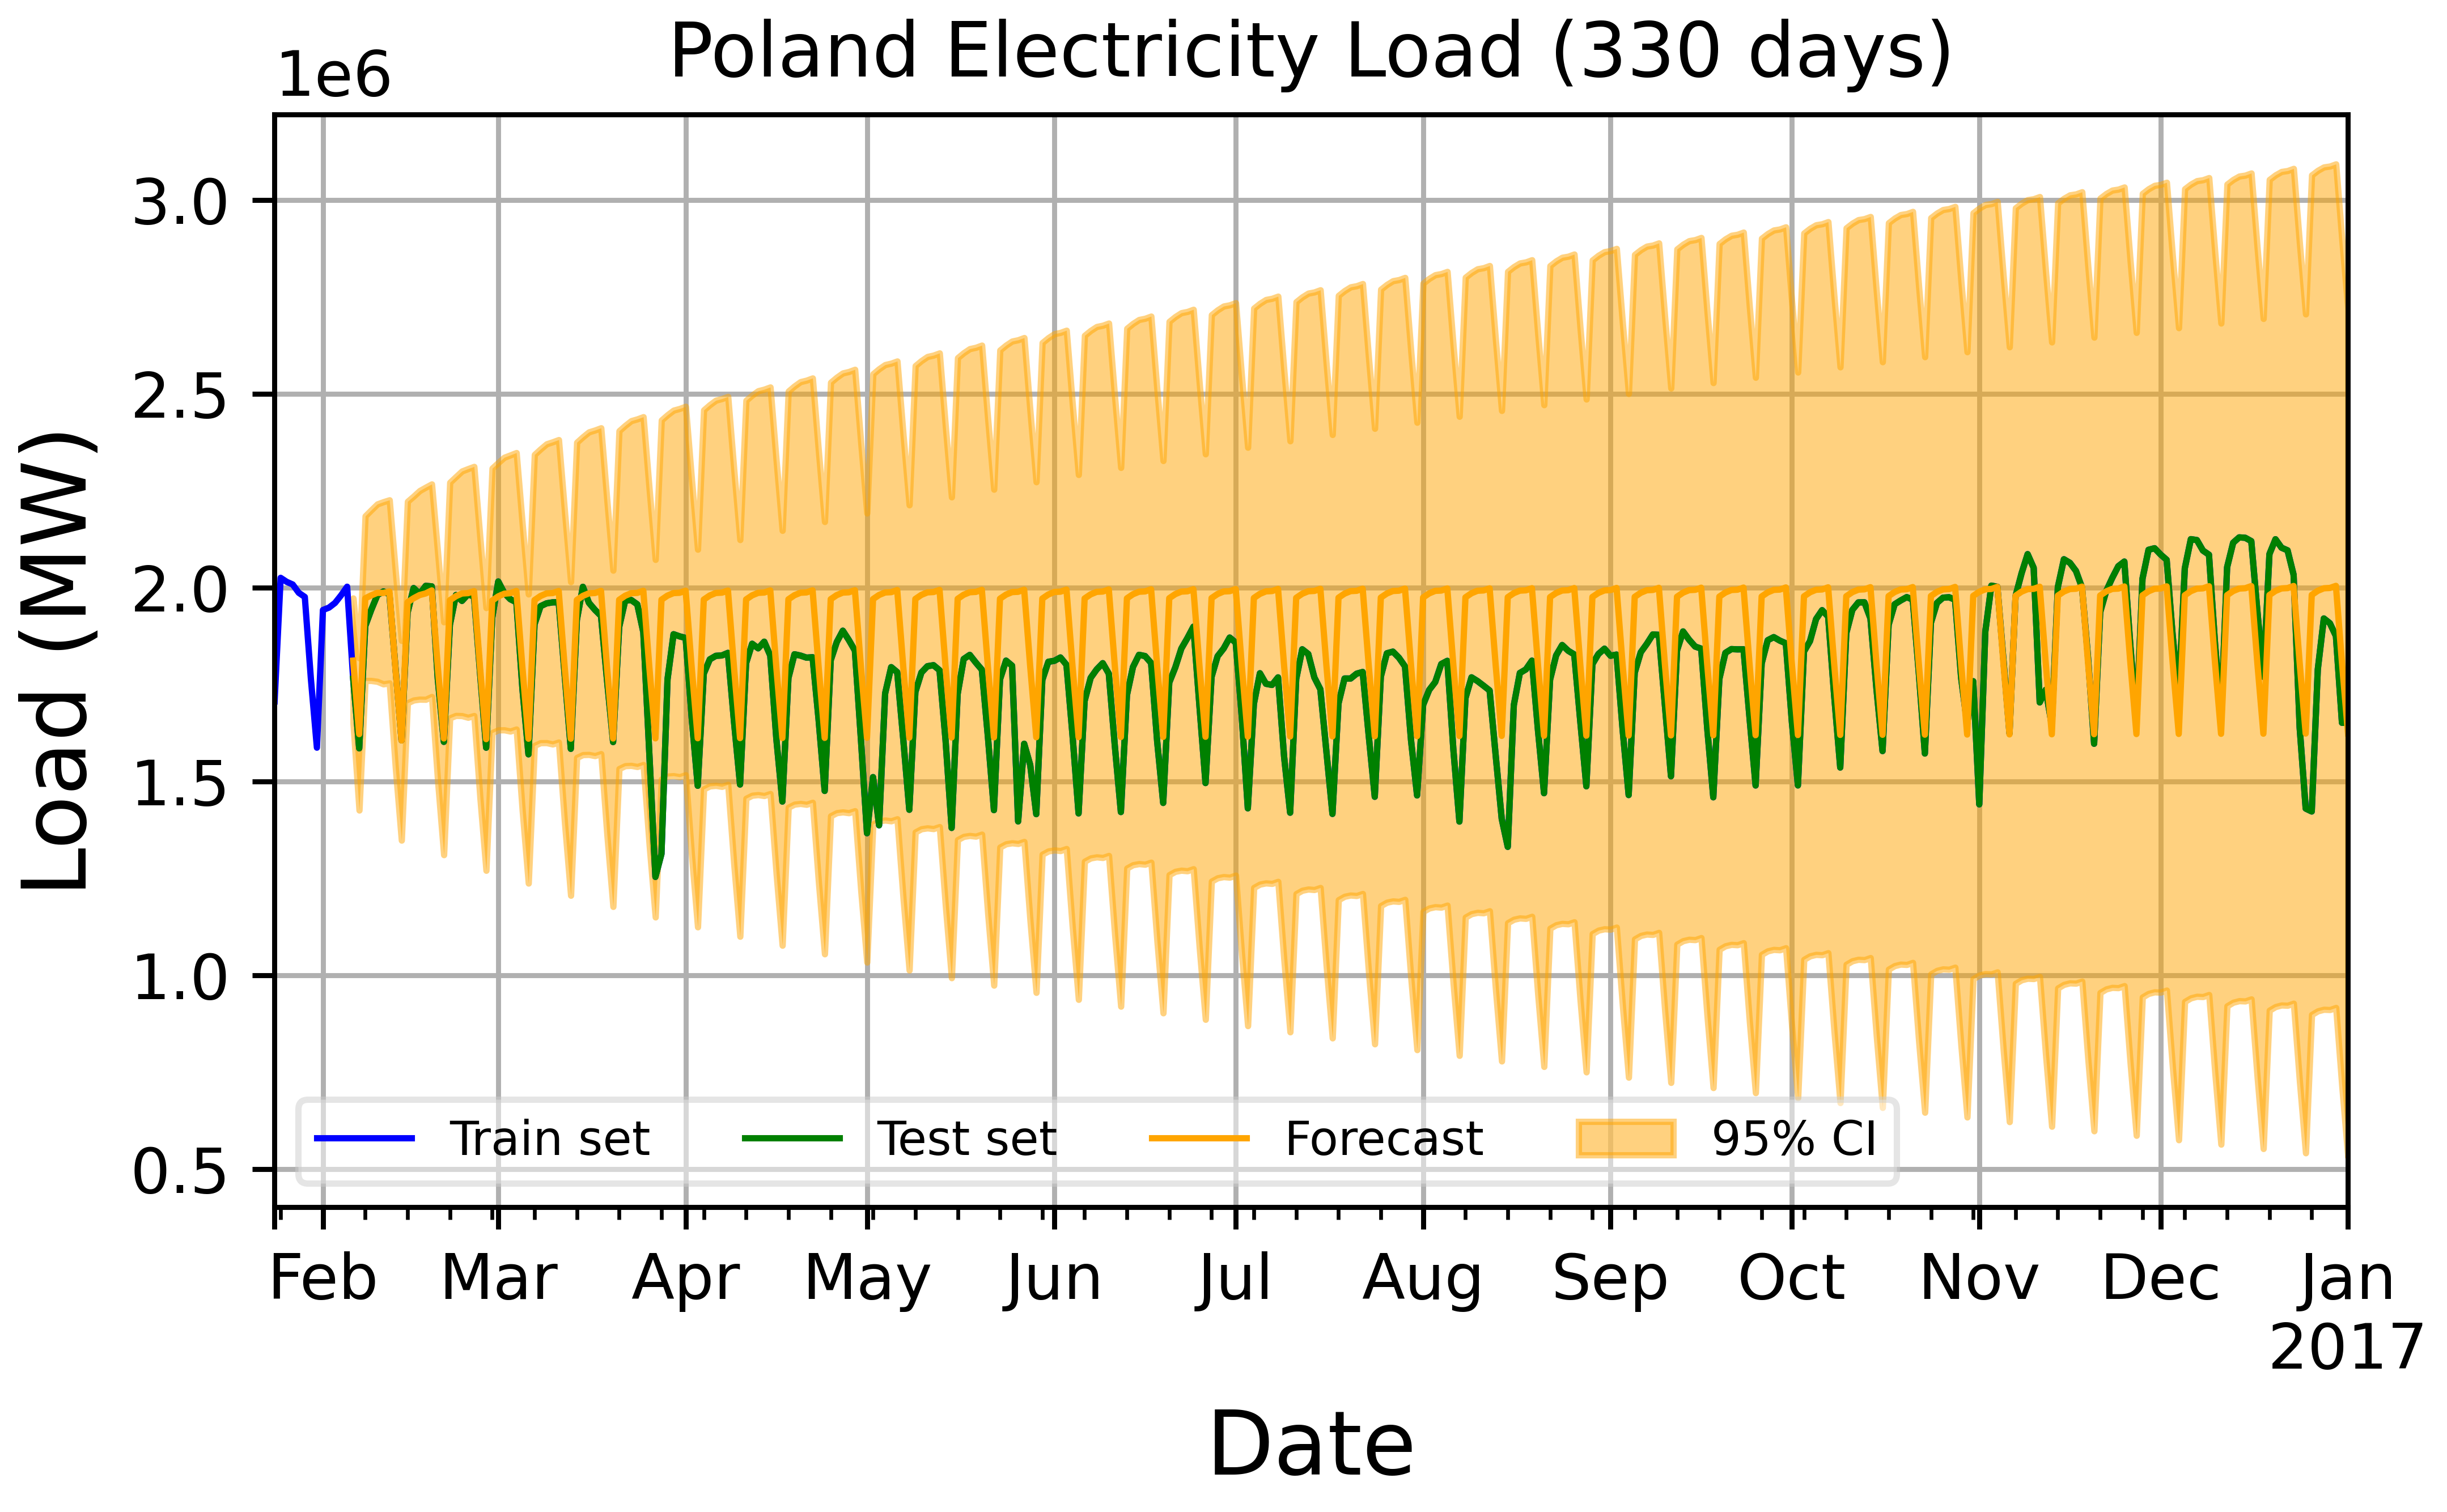 Poland Electricity Load (330 days)
1e6
3.0
2.5
2.0
1.5
1.0
0.5
Load (MW)
Train set Test set Forecast 95% CI
Feb Mar Apr May Jun Jul Aug Sep Oct Nov Dec Jan
2017
Date